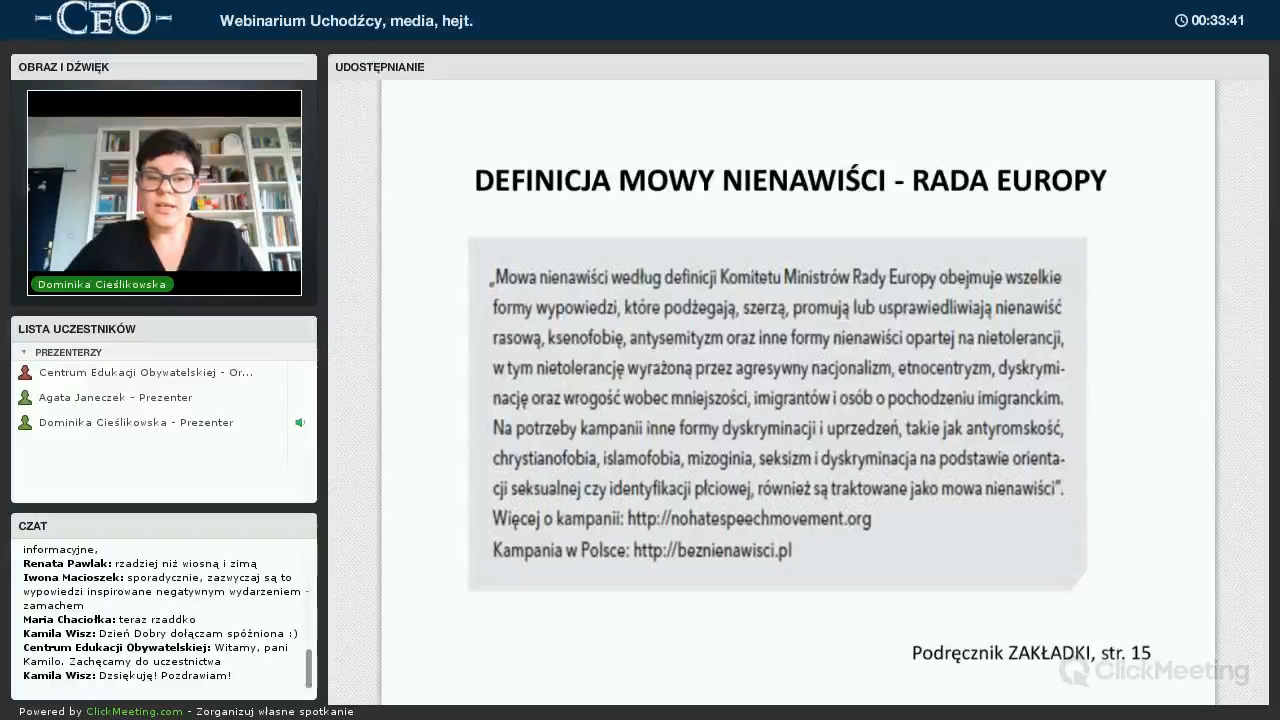 CEO
Webinarium Uchodźcy, media, hejt.
00:33:41
OBRAZ I DŹWIĘK
Dominika Cieślikowska
LISTA UCZESTNIKÓW
PREZENTERZY
Centrum Edukacji Obywatelskiej - Or...
Agata Janeczek - Prezenter
Dominika Cieślikowska - Prezenter
CZAT
informacyjne,
Renata Pawlak: rzadziej niż wiosną i zimą
Iwona Macioszek: sporadycznie, zazwyczaj są to
wypowiedzi inspirowane negatywnym wydarzeniem -
zamachem
Maria Chaciołka: teraz rzaddko
Kamila Wisz: Dzień Dobry dołączam spóźniona :)
Centrum Edukacji Obywatelskiej: Witamy, pani
Kamilo. Zachęcamy do uczestnictwa
Kamila Wisz: Dzsiękuję! Pozdrawiam!
UDOSTĘPNIANIE
DEFINICJA MOWY NIENAWIŚCI - RADA EUROPY
„Mowa nienawiści według definicji Komitetu Ministrów Rady Europy obejmuje wszelkie
formy wypowiedzi, które podżegają, szerzą, promują lub usprawiedliwiają nienawiść
rasową, ksenofobię, antysemityzm oraz inne formy nienawiści opartej na nietolerancji,
w tym nietolerancję wyrażoną przez agresywny nacjonalizm, etnocentryzm, dyskrymi-
nację oraz wrogość wobec mniejszości, imigrantów i osób o pochodzeniu imigranckim.
Na potrzeby kampanii inne formy dyskryminacji i uprzedzeń, takie jak antyromskość,
chrystianofobia, islamofobia, mizoginia, seksizm i dyskryminacja na podstawie orienta-
cji seksualnej czy identyfikacji płciowej, również są traktowane jako mowa nienawiści”.
Więcej o kampanii: http://nohatespeechmovement.org
Kampania w Polsce: http://beznienawisci.pl
Podręcznik ZAKŁADKI, str. 15
ClickMeeting
Powered by ClickMeeting.com - Zorganizuj własne spotkanie